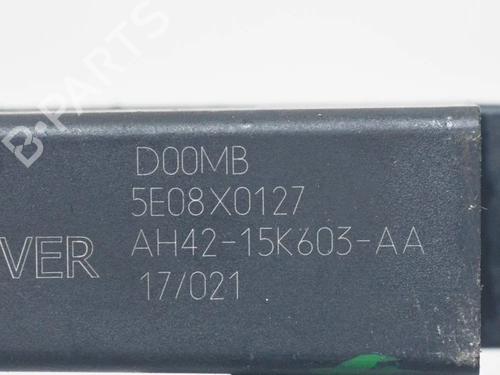 B-PARTS
D00MB
5E08X0127
VER AH42-15K603-AA
17/021